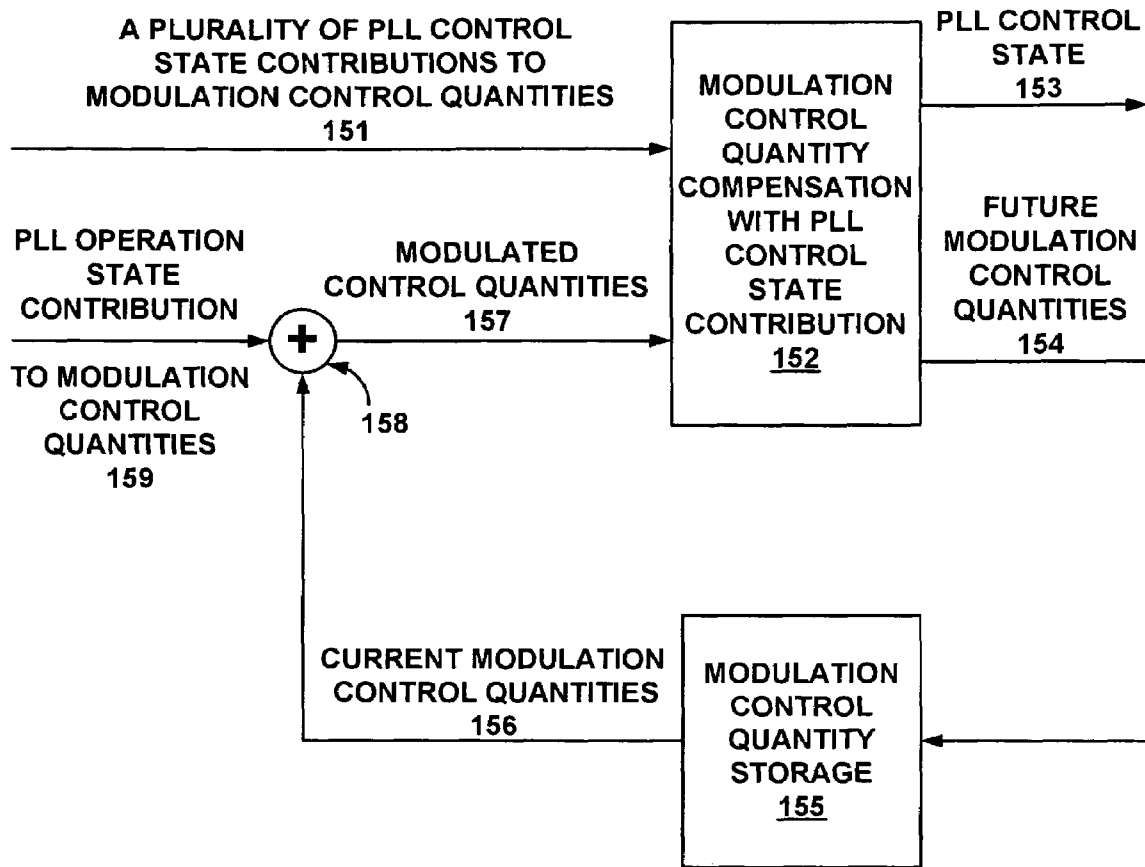 A PLURALITY OF PLL CONTROL
STATE CONTRIBUTIONS TO
MODULATION CONTROL QUANTITIES
151
MODULATION
CONTROL
QUANTITY
COMPENSATION
WITH PLL
CONTROL
STATE
CONTRIBUTION
152
PLL CONTROL
STATE
153
FUTURE
MODULATION
CONTROL
QUANTITIES
154
PLL OPERATION
STATE
CONTRIBUTION
TO MODULATION
CONTROL
QUANTITIES
159
+
158
MODULATED
CONTROL QUANTITIES
157
CURRENT MODULATION
CONTROL QUANTITIES
156
MODULATION
CONTROL
QUANTITY
STORAGE
155